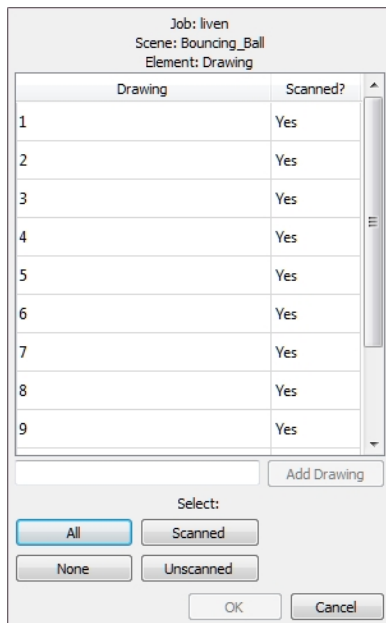 Job: liven
Scene: Bouncing_Ball
Element: Drawing
Drawing Scanned?
1 Yes
2 Yes
3 Yes
4 Yes
5 Yes
6 Yes
7 Yes
8 Yes
9 Yes
Add Drawing
Select:
All Scanned
None Unscanned
OK Cancel